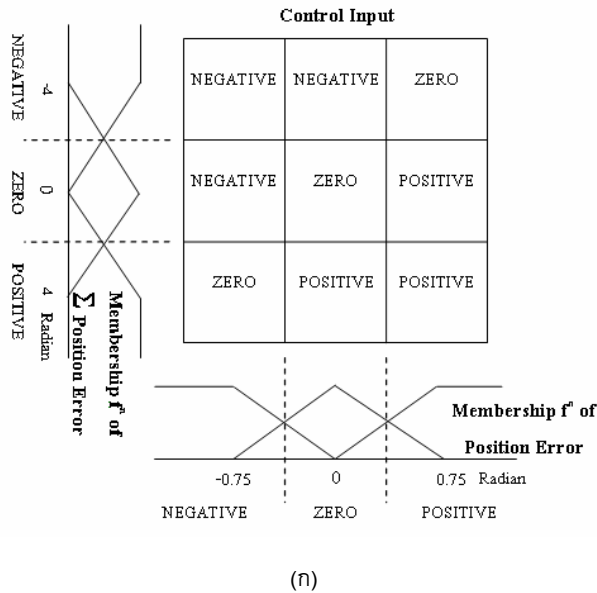 Control Input
NEGATIVE NEGATIVE ZERO
NEGATIVE ZERO POSITIVE
ZERO POSITIVE POSITIVE
NEGATIVE ZERO POSITIVE
-4 0 4 Radian
∑ Position Error
Membership fⁿ of
Membership fⁿ of
Position Error
-0.75 0 0.75 Radian
NEGATIVE ZERO POSITIVE
(ก)